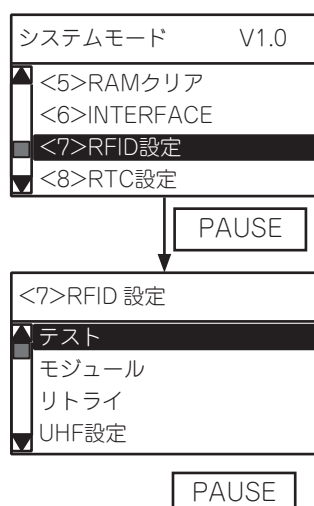 システムモード V1.0
<5>RAMクリア
<6>INTERFACE
<7>RFID設定
<8>RTC設定
PAUSE
<7>RFID 設定
テスト
モジュール
リトライ
UHF設定
PAUSE